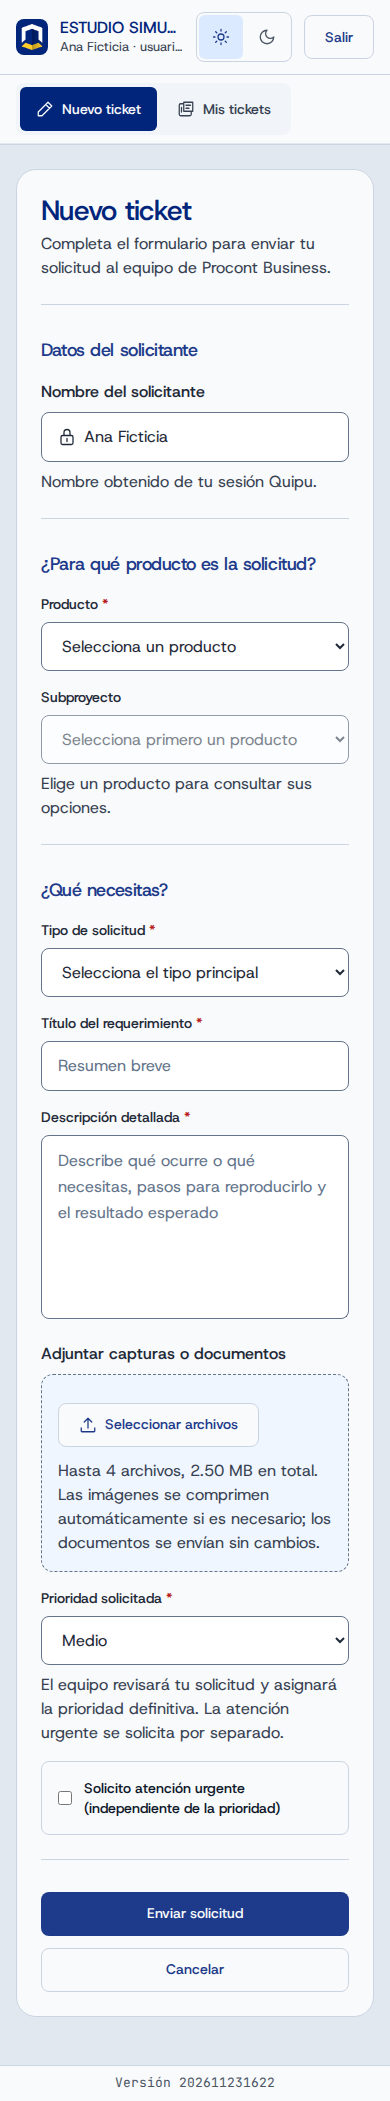 ESTUDIO SIMU...
Ana Ficticia · usuari...
Salir
Nuevo ticket
Mis tickets
Nuevo ticket
Completa el formulario para enviar tu
solicitud al equipo de Procont Business.
Datos del solicitante
Nombre del solicitante
Ana Ficticia
Nombre obtenido de tu sesión Quipu.
¿Para qué producto es la solicitud?
Producto *
Selecciona un producto
Subproyecto
Selecciona primero un producto
Elige un producto para consultar sus
opciones.
¿Qué necesitas?
Tipo de solicitud *
Selecciona el tipo principal
Título del requerimiento *
Resumen breve
Descripción detallada *
Describe qué ocurre o qué
necesitas, pasos para reproducirlo y
el resultado esperado
Adjuntar capturas o documentos
Seleccionar archivos
Hasta 4 archivos, 2.50 MB en total.
Las imágenes se comprimen
automáticamente si es necesario; los
documentos se envían sin cambios.
Prioridad solicitada *
Medio
El equipo revisará tu solicitud y asignará
la prioridad definitiva. La atención
urgente se solicita por separado.
Solicito atención urgente
(independiente de la prioridad)
Enviar solicitud
Cancelar
Versión 202611231622